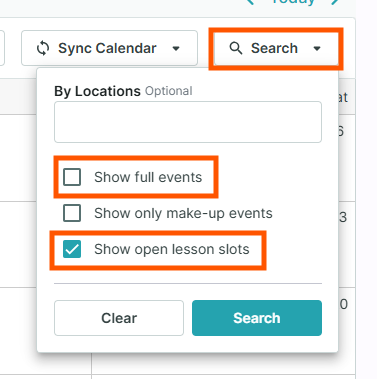 Today
Sync Calendar
Search
By Locations Optional
at
6
Show full events
Show only make-up events
3
Show open lesson slots
0
Clear
Search